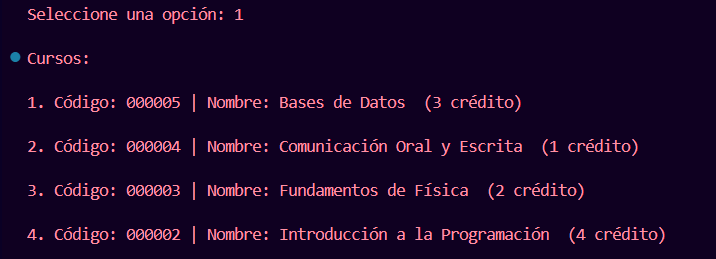 Seleccione una opción: 1
Cursos:
1. Código: 000005 | Nombre: Bases de Datos  (3 crédito)
2. Código: 000004 | Nombre: Comunicación Oral y Escrita  (1 crédito)
3. Código: 000003 | Nombre: Fundamentos de Física  (2 crédito)
4. Código: 000002 | Nombre: Introducción a la Programación  (4 crédito)